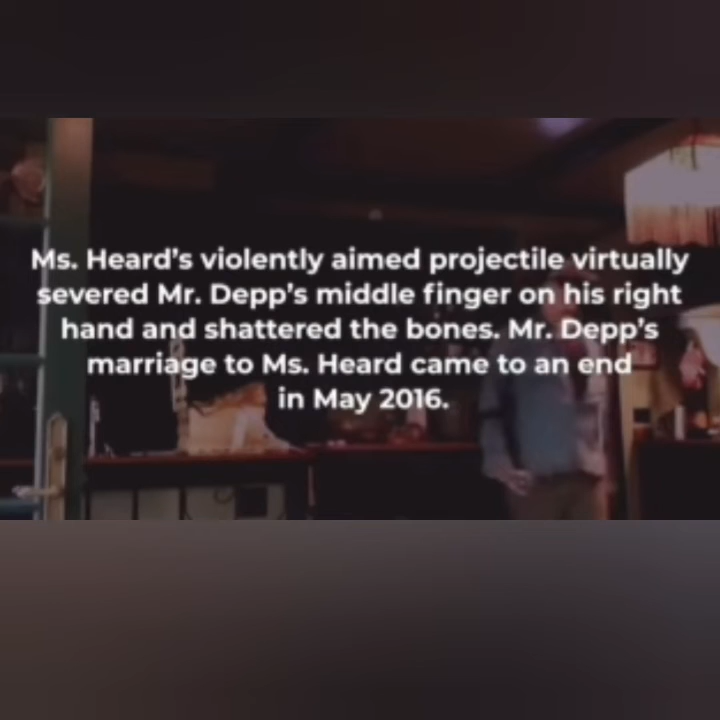 Ms. Heard's violently aimed projectile virtually
severed Mr. Depp's middle finger on his right
hand and shattered the bones. Mr. Depp's
marriage to Ms. Heard came to an end
in May 2016.